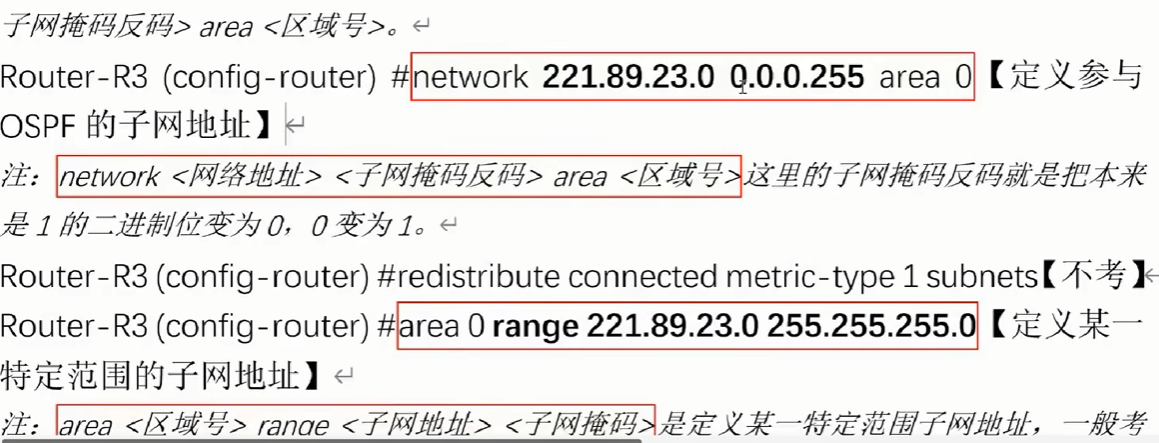 子网掩码反码> area <区域号>。
Router-R3 (config-router) #network 221.89.23.0 0.0.0.255 area 0【定义参与
OSPF 的子网地址】
注：network <网络地址> <子网掩码反码> area <区域号>这里的子网掩码反码就是把本来
是 1 的二进制位变为 0，0 变为 1。
Router-R3 (config-router) #redistribute connected metric-type 1 subnets【不考】
Router-R3 (config-router) #area 0 range 221.89.23.0 255.255.255.0【定义某一
特定范围的子网地址】
注：area <区域号> range <子网地址> <子网掩码>是定义某一特定范围子网地址，一般考